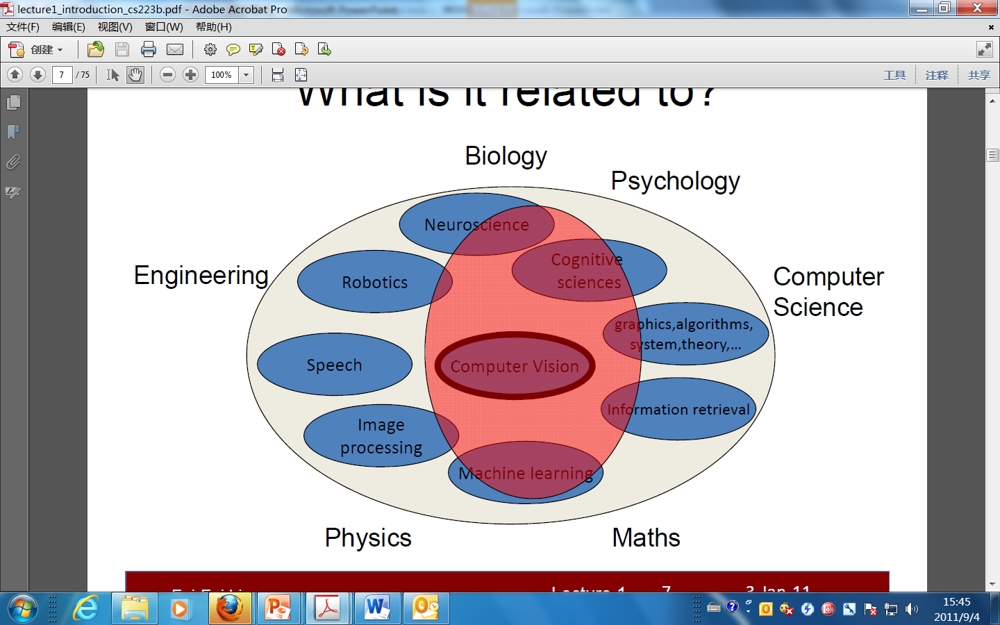 lecture1_introduction_cs223b.pdf - Adobe Acrobat Pro
文件(F) 编辑(E) 视图(V) 窗口(W) 帮助(H)
创建
7 / 75 100% 工具 注释 共享
What is it related to?
Biology
Psychology
Neuroscience
Cognitive
sciences
Engineering
Robotics
Computer
Science
graphics,algorithms,
system,theory,...
Speech
Computer Vision
Information retrieval
Image
processing
Machine learning
Physics
Maths
Lecture 1 - 7 3-Jan-11
15:45
2011/9/4